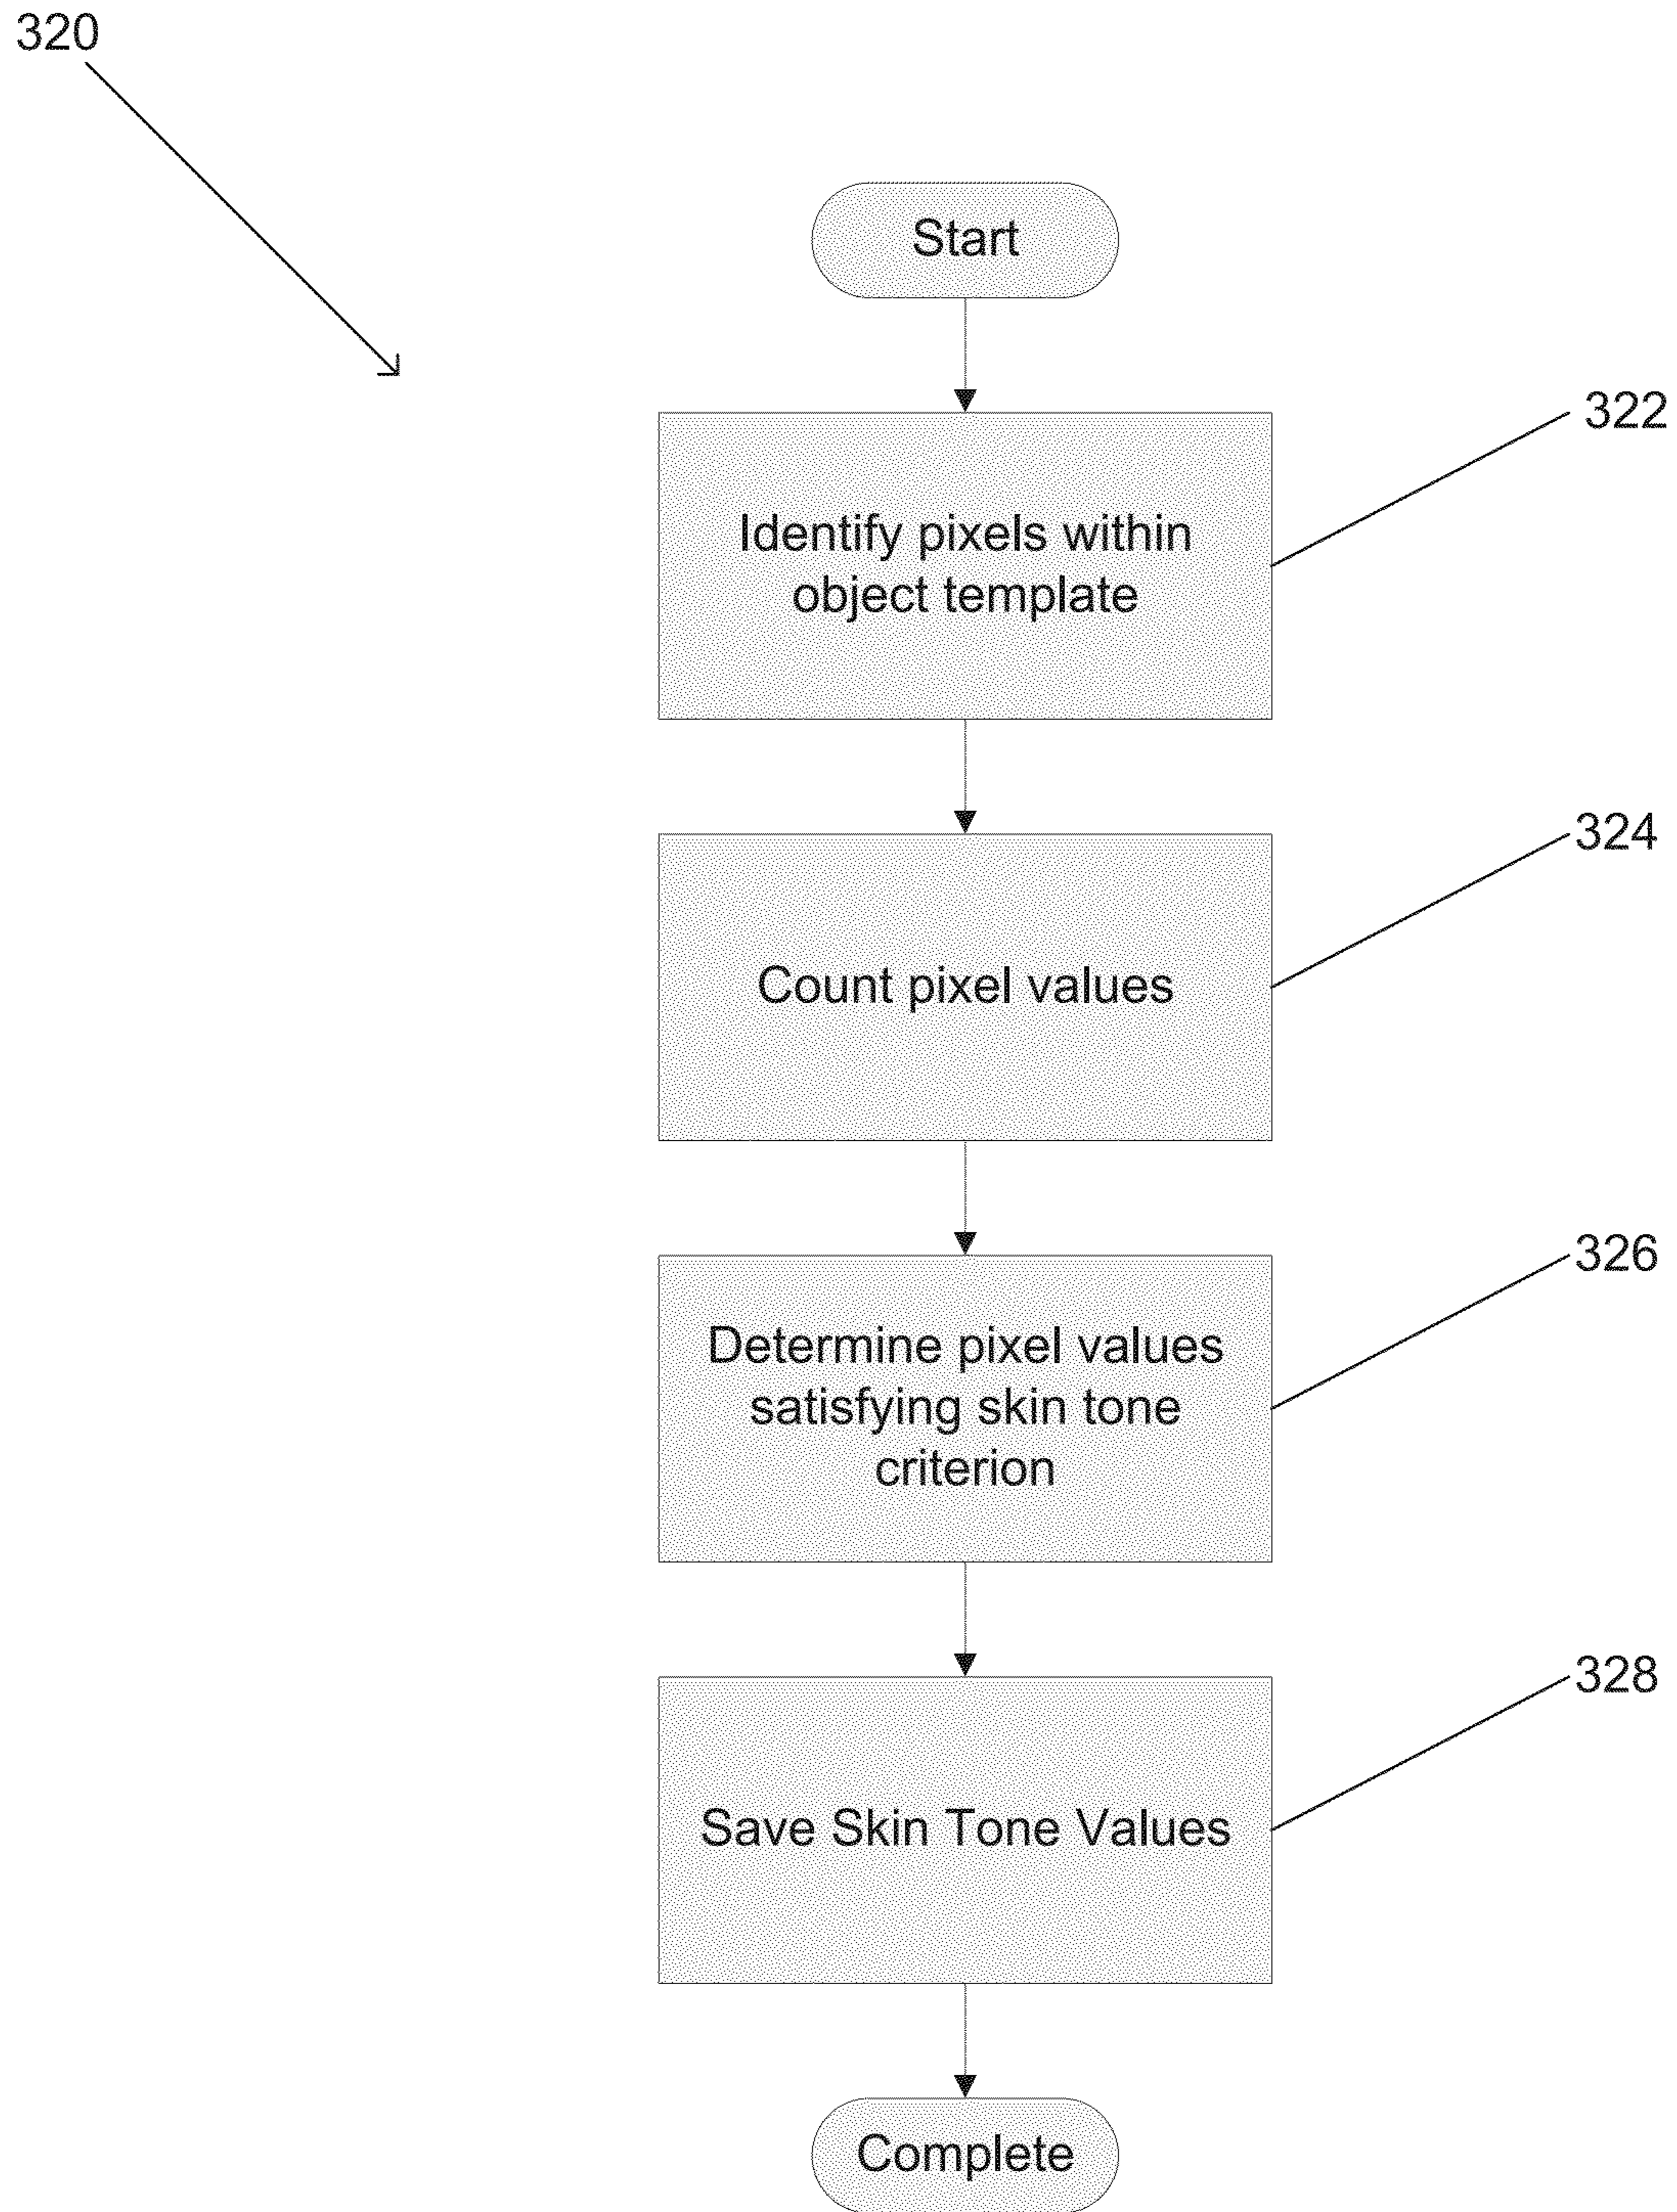 320
Start
322
Identify pixels within
object template
324
Count pixel values
326
Determine pixel values
satisfying skin tone
criterion
328
Save Skin Tone Values
Complete